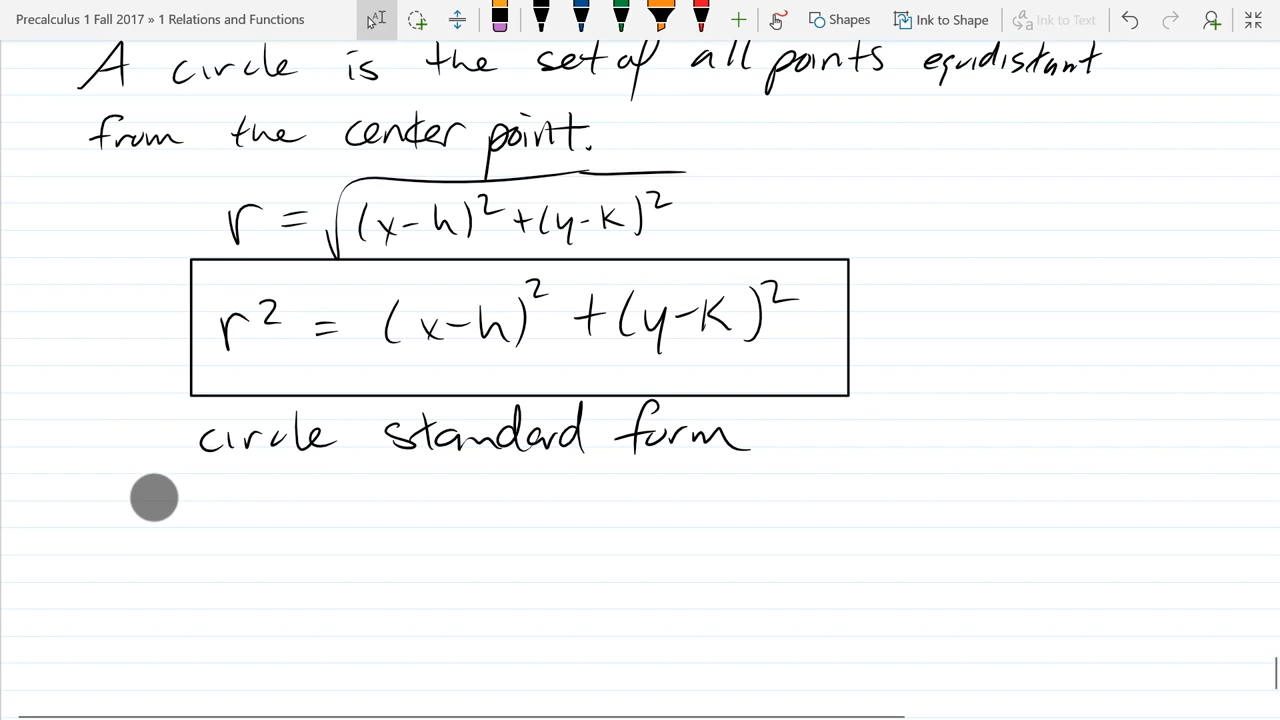 Precalculus 1 Fall 2017 » 1 Relations and Functions
Shapes
Ink to Shape
Ink to Text
A circle is the set of all points equidistant
from the center point.
r = √(x-h)² + (y-k)²
r² = (x-h)² + (y-k)²
circle standard form